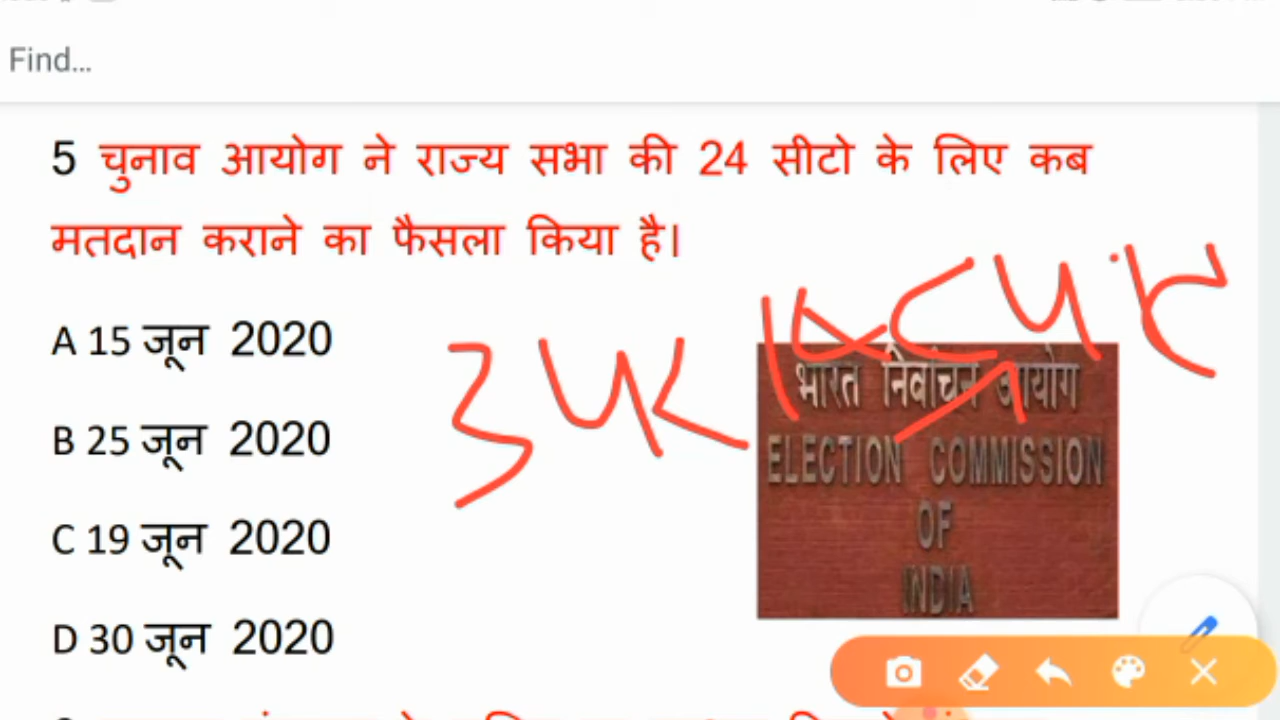 Find...
5 चुनाव आयोग ने राज्य सभा की 24 सीटो के लिए कब
मतदान कराने का फैसला किया है।
A 15 जून 2020
B 25 जून 2020
C 19 जून 2020
D 30 जून 2020
भारत निर्वाचन आयोग
ELECTION COMMISSION
OF
INDIA